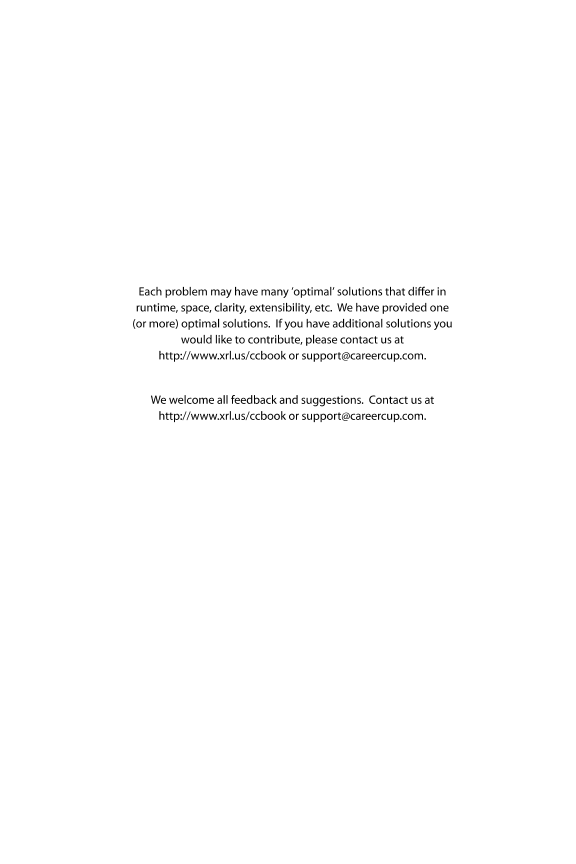 Each problem may have many ‘optimal’ solutions that differ in
runtime, space, clarity, extensibility, etc.  We have provided one
(or more) optimal solutions.  If you have additional solutions you
would like to contribute, please contact us at
http://www.xrl.us/ccbook or support@careercup.com.
We welcome all feedback and suggestions.  Contact us at
http://www.xrl.us/ccbook or support@careercup.com.